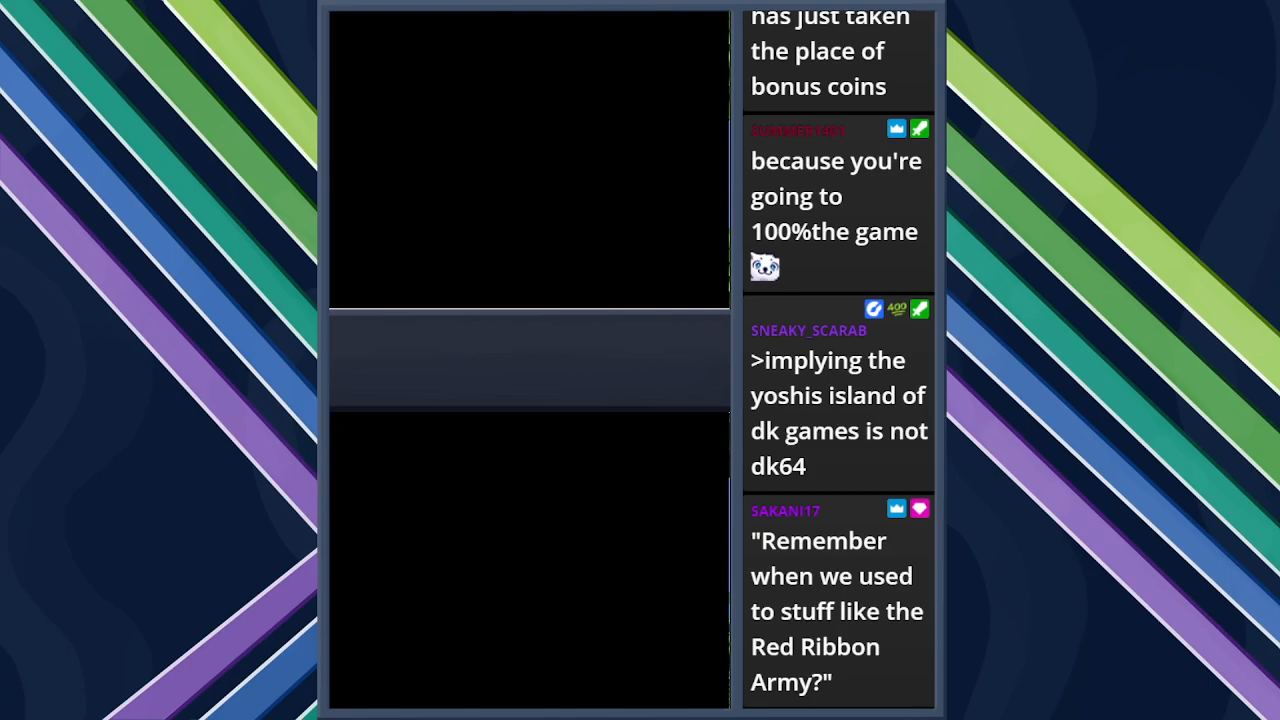 has just taken
the place of
bonus coins
because you're
going to
100%the game
400
SNEAKY_SCARAB
>implying the
yoshis island of
dk games is not
dk64
SAKANI17
"Remember
when we used
to stuff like the
Red Ribbon
Army?"